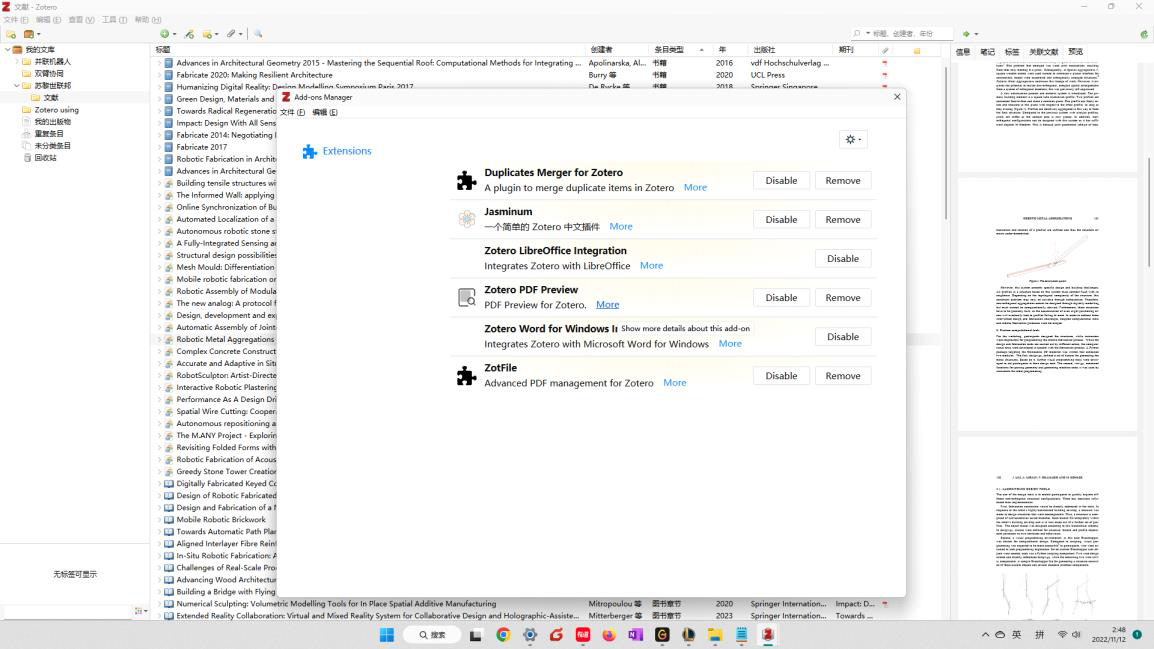 文献 - Zotero
文件 (F) 编辑 (E) 查看 (V) 工具 (T) 帮助 (H)
标题、创建者、年份
我的文库
并联机器人
双臂协同
苏黎世联邦
文献
Zotero using
我的出版物
重复条目
未分类条目
回收站
无标签可显示
标题 创建者 条目类型 年 出版社 期刊
Advances in Architectural Geometry 2015 - Mastering the Sequential Roof: Computational Methods for Integrating ... Apolinarska, Al... 书籍 2016 vdf Hochschulverlag ...
Fabricate 2020: Making Resilient Architecture Burry 等 书籍 2020 UCL Press
Humanizing Digital Reality: Design Modelling Symposium Paris 2017 De Rycke 等 书籍 2018 Springer Singapore
Green Design, Materials and
Towards Radical Regeneration
Impact: Design With All Sens
Fabricate 2014: Negotiating
Fabricate 2017
Robotic Fabrication in Archite
Advances in Architectural Ge
Building tensile structures wi
The Informed Wall: applying
Online Synchronization of Bu
Automated Localization of a
Autonomous robotic stone s
A Fully-Integrated Sensing ar
Structural design possibilities
Mesh Mould: Differentiation
Mobile robotic fabrication or
Robotic Assembly of Modula
The new analog: A protocol f
Design, development and ex
Automatic Assembly of Joint
Robotic Metal Aggregations
Complex Concrete Construct
Accurate and Adaptive in Sit
RobotSculptor: Artist-Directe
Interactive Robotic Plastering
Performance As A Design Dri
Spatial Wire Cutting: Cooper
Autonomous repositioning a
The M.ANY Project - Explorin
Revisiting Folded Forms with
Robotic Fabrication of Acous
Greedy Stone Tower Creation
Digitally Fabricated Keyed Co
Design of Robotic Fabricated
Design and Fabrication of a N
Mobile Robotic Brickwork
Towards Automatic Path Plan
Aligned Interlayer Fibre Reinf
In-Situ Robotic Fabrication: A
Challenges of Real-Scale Pro
Advancing Wood Architectur
Building a Bridge with Flying
Numerical Sculpting: Volumetric Modelling Tools for In Place Spatial Additive Manufacturing Mitropoulou 等 图书章节 2020 Springer Internation... Impact: D...
Extended Reality Collaboration: Virtual and Mixed Reality System for Collaborative Design and Holographic-Assiste... Mitterberger 等 图书章节 2023 Springer Internation... Towards ...
Add-ons Manager
文件 (F) 编辑 (E)
Extensions
Duplicates Merger for Zotero
A plugin to merge duplicate items in Zotero More Disable Remove
Jasminum
一个简单的 Zotero 中文插件 More Disable Remove
Zotero LibreOffice Integration
Integrates Zotero with LibreOffice More Disable
Zotero PDF Preview
PDF Preview for Zotero. More Disable Remove
Zotero Word for Windows Show more details about this add-on
Integrates Zotero with Microsoft Word for Windows More Disable
ZotFile
Advanced PDF management for Zotero More Disable Remove
信息 笔记 标签 关联文献 预览
搜索
英 拼
2:48
2022/11/12
1